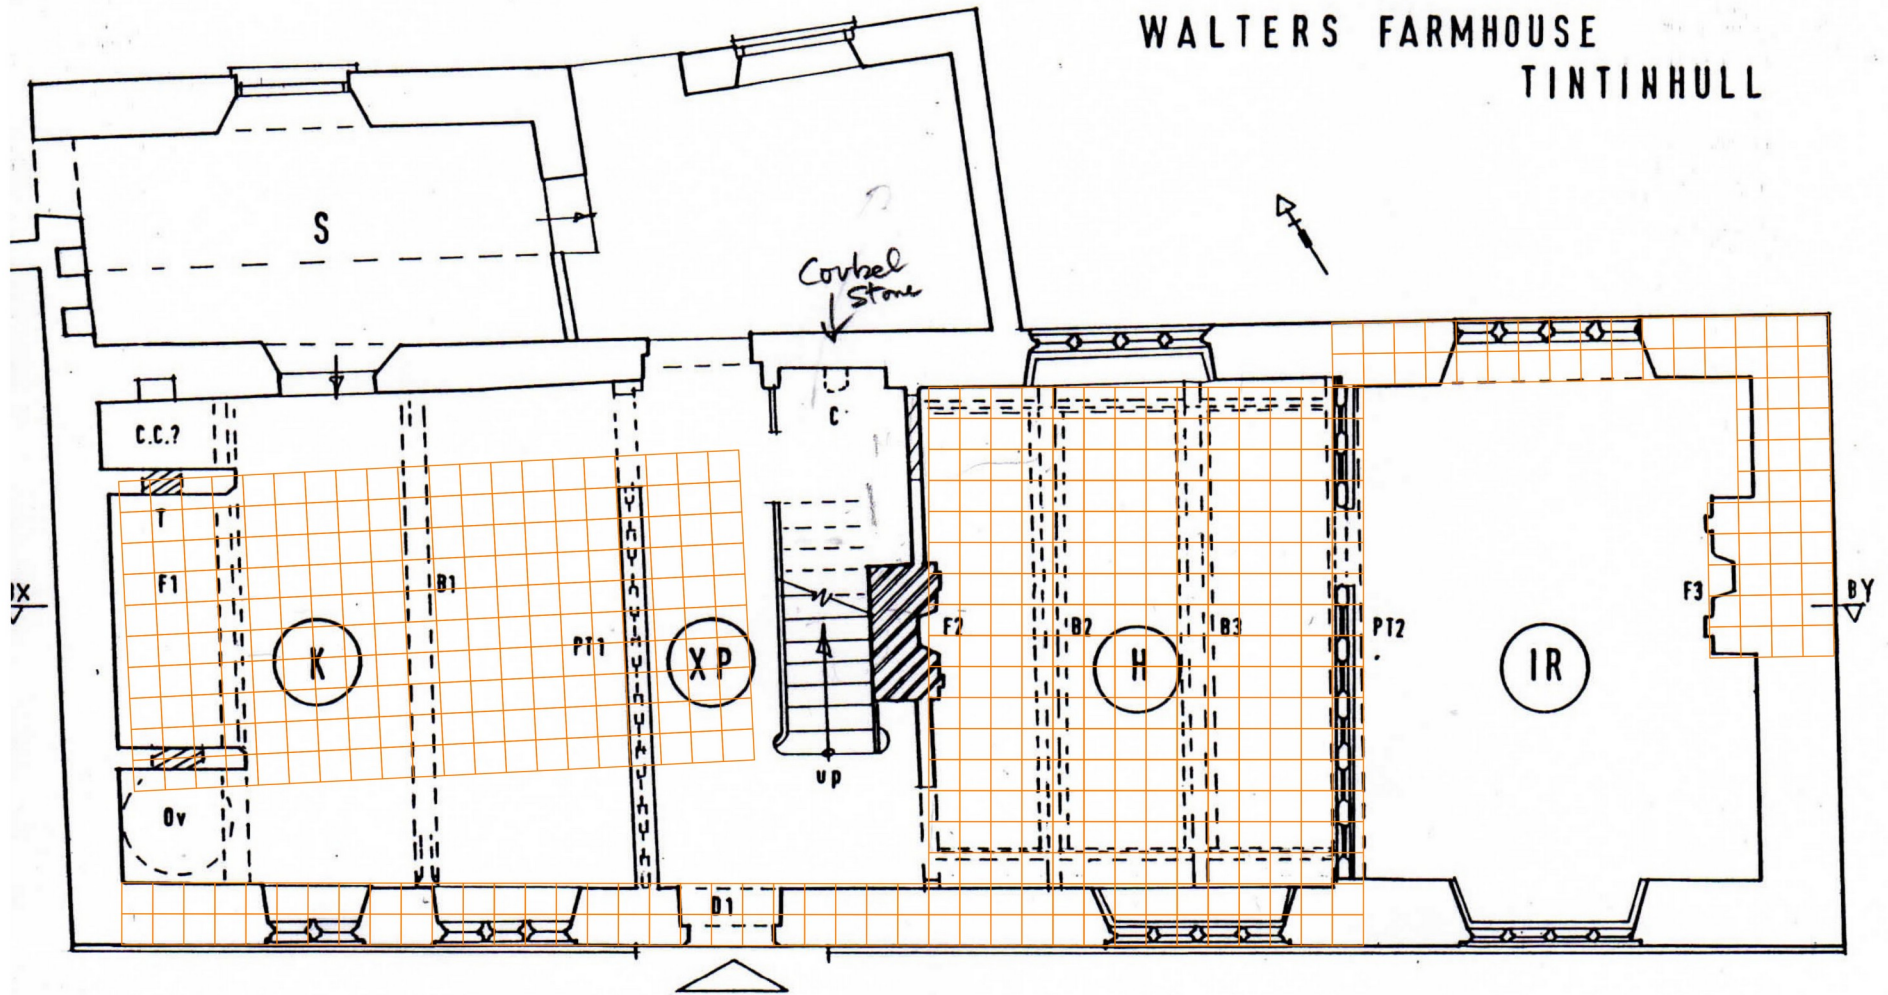 WALTERS FARMHOUSE
TINTINHULL
S
Corbel
Stone
C.C.?
C
T
F1
B1
BY
F2
B2
B3
PT2
F3
PT1
K
XP
H
IR
up
Ov
D1